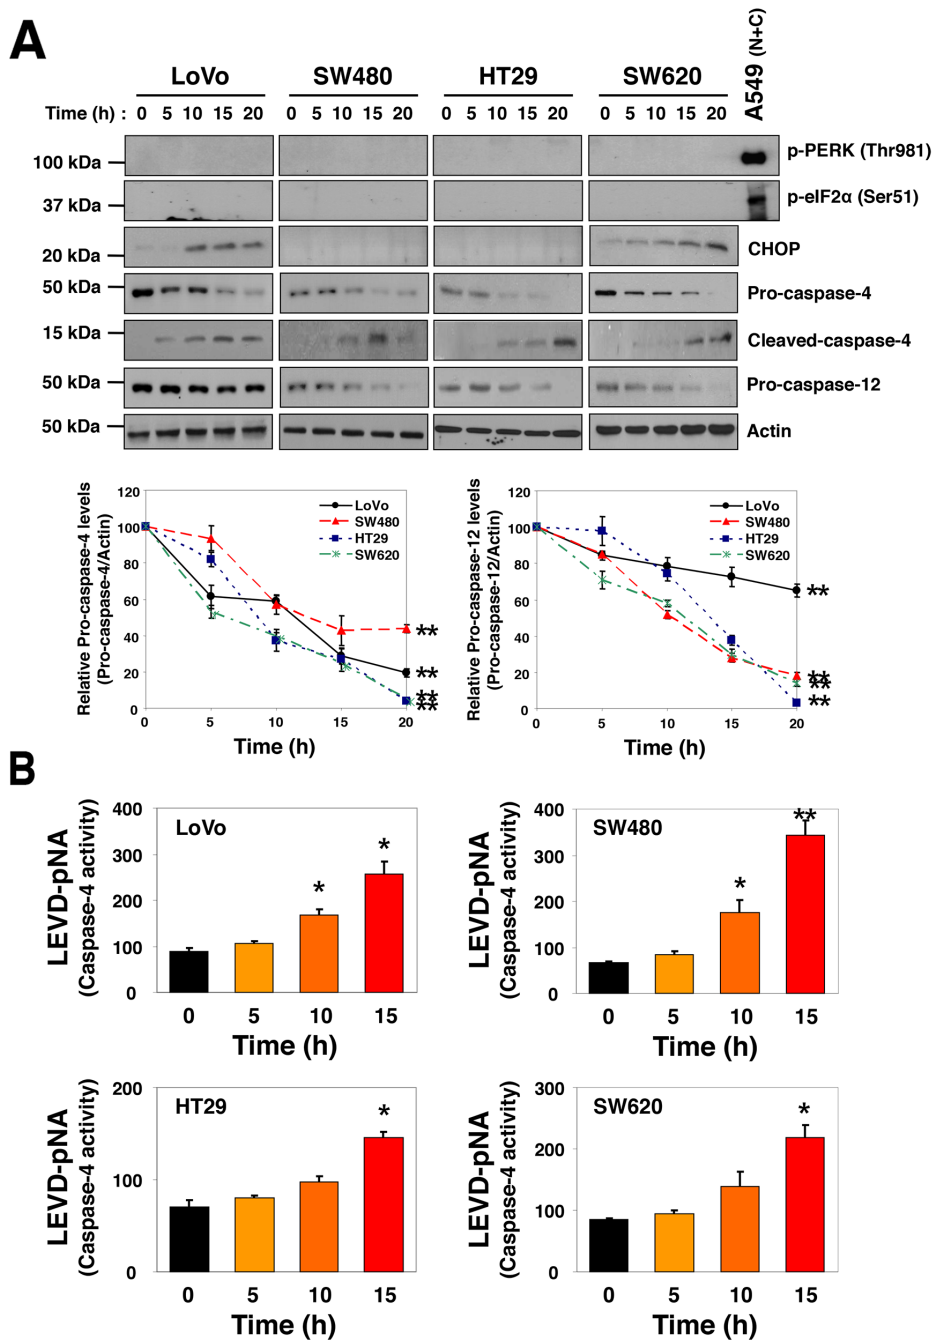 A
LoVo SW480 HT29 SW620 A549 (N+C)
Time (h) : 0 5 10 15 20 0 5 10 15 20 0 5 10 15 20 0 5 10 15 20
100 kDa p-PERK (Thr981)
37 kDa p-eIF2α (Ser51)
20 kDa CHOP
50 kDa Pro-caspase-4
15 kDa Cleaved-caspase-4
50 kDa Pro-caspase-12
50 kDa Actin
Relative Pro-caspase-4 levels
(Pro-caspase-4/Actin)
120
100
80
60
40
20
0
LoVo
SW480
HT29
SW620
**
**
**
**
0 5 10 15 20
Time (h)
Relative Pro-caspase-12 levels
(Pro-caspase-12/Actin)
120
100
80
60
40
20
0
LoVo
SW480
HT29
SW620
**
**
**
**
0 5 10 15 20
Time (h)
B
LEVD-pNA
(Caspase-4 activity)
400
300
200
100
0
LoVo
* *
0 5 10 15
Time (h)
LEVD-pNA
(Caspase-4 activity)
400
300
200
100
0
SW480
* **
0 5 10 15
Time (h)
LEVD-pNA
(Caspase-4 activity)
200
100
0
HT29
*
0 5 10 15
Time (h)
LEVD-pNA
(Caspase-4 activity)
300
200
100
0
SW620
*
0 5 10 15
Time (h)